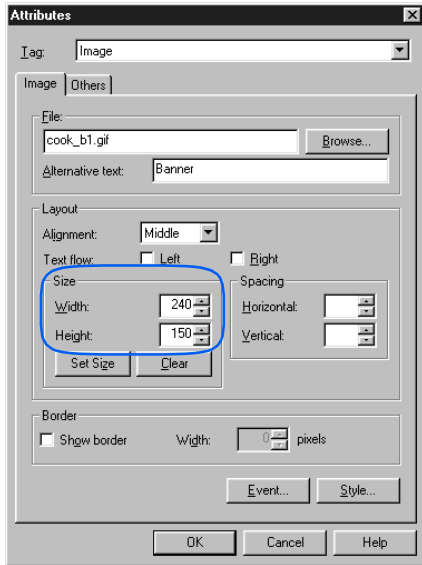 Attributes
Tag: Image
Image Others
File:
cook_b1.gif Browse...
Alternative text: Banner
Layout
Alignment: Middle
Text flow: Left Right
Size Spacing
Width: 240 Horizontal:
Height: 150 Vertical:
Set Size Clear
Border
Show border Width: 0 pixels
Event... Style...
OK Cancel Help